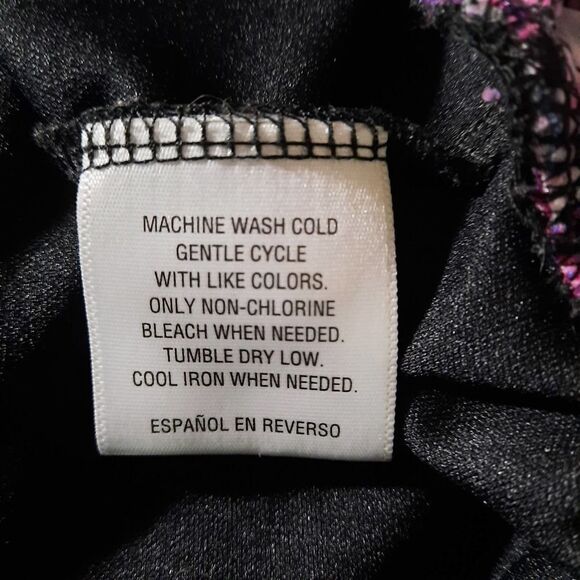 MACHINE WASH COLD
GENTLE CYCLE
WITH LIKE COLORS.
ONLY NON-CHLORINE
BLEACH WHEN NEEDED.
TUMBLE DRY LOW.
COOL IRON WHEN NEEDED.
ESPAÑOL EN REVERSO